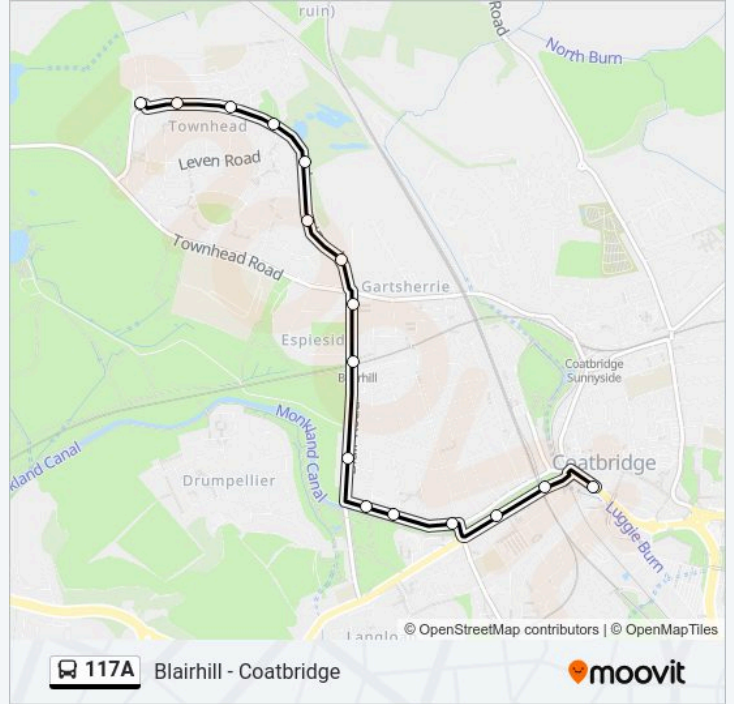 ruin)
Road
North Burn
Townhead
Leven Road
Townhead Road
Gartsherrie
Espiesid
Coatbridge
Sunnyside
Monkland Canal
kland Canal
Drumpellier
Coatbridge
Luggie Burn
Langlo
© OpenStreetMap contributors | © OpenMapTiles
117A Blairhill - Coatbridge
moovit